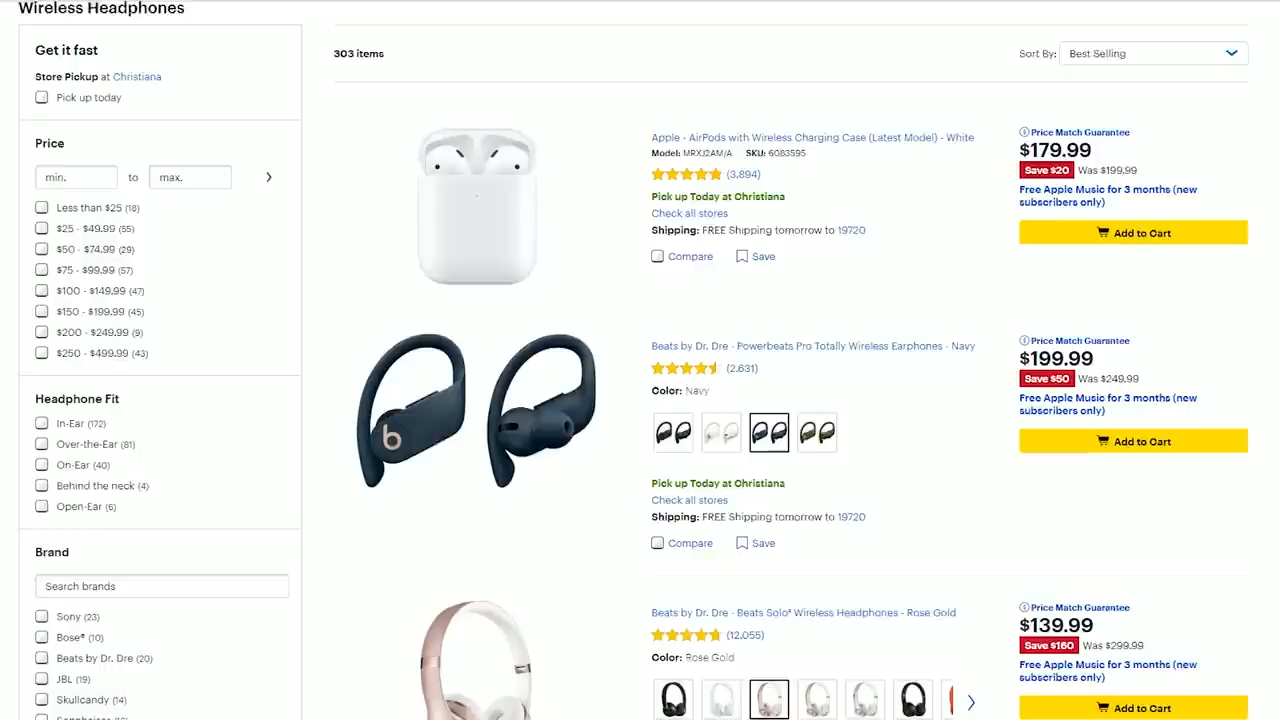 Wireless Headphones
Get it fast
Store Pickup at Christiana
Pick up today
Price
min.
to
max.
Less than $25 (18)
$25 - $49.99 (55)
$50 - $74.99 (29)
$75 - $99.99 (57)
$100 - $149.99 (47)
$150 - $199.99 (45)
$200 - $249.99 (9)
$250 - $499.99 (43)
Headphone Fit
In-Ear (172)
Over-the-Ear (81)
On-Ear (40)
Behind the neck (4)
Open-Ear (6)
Brand
Search brands
Sony (23)
Bose® (10)
Beats by Dr. Dre (20)
JBL (19)
Skullcandy (14)
303 items
Sort By: Best Selling
Apple - AirPods with Wireless Charging Case (Latest Model) - White
Model: MRXJ2AM/A SKU: 6083595
(3,894)
Pick up Today at Christiana
Check all stores
Shipping: FREE Shipping tomorrow to 19720
Compare
Save
Price Match Guarantee
$179.99
Save $20 Was $199.99
Free Apple Music for 3 months (new
subscribers only)
Add to Cart
Beats by Dr. Dre - Powerbeats Pro Totally Wireless Earphones - Navy
(2,631)
Color: Navy
Pick up Today at Christiana
Check all stores
Shipping: FREE Shipping tomorrow to 19720
Compare
Save
Price Match Guarantee
$199.99
Save $50 Was $249.99
Free Apple Music for 3 months (new
subscribers only)
Add to Cart
Beats by Dr. Dre - Beats Solo³ Wireless Headphones - Rose Gold
(12,055)
Color: Rose Gold
Price Match Guarantee
$139.99
Save $160 Was $299.99
Free Apple Music for 3 months (new
subscribers only)
Add to Cart